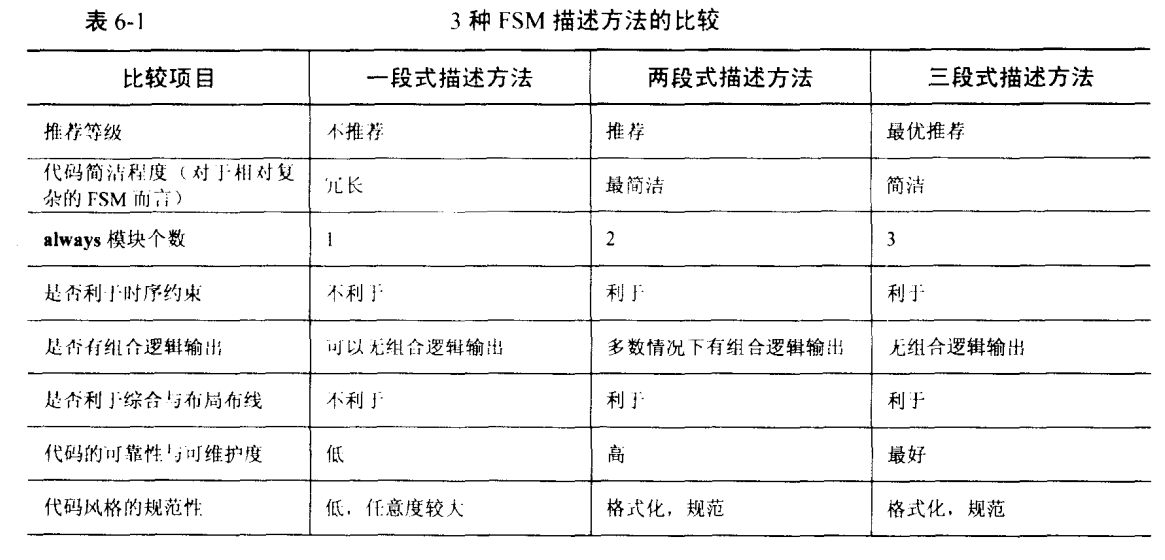 表 6-1 3 种 FSM 描述方法的比较
比较项目 一段式描述方法 两段式描述方法 三段式描述方法
推荐等级 不推荐 推荐 最优推荐
代码简洁程度（对于相对复
杂的 FSM 而言） 冗长 最简洁 简洁
always 模块个数 1 2 3
是否利于时序约束 不利于 利于 利于
是否有组合逻辑输出 可以无组合逻辑输出 多数情况下有组合逻辑输出 无组合逻辑输出
是否利于综合与布局布线 不利于 利于 利于
代码的可靠性与可维护度 低 高 最好
代码风格的规范性 低，任意度较大 格式化，规范 格式化，规范